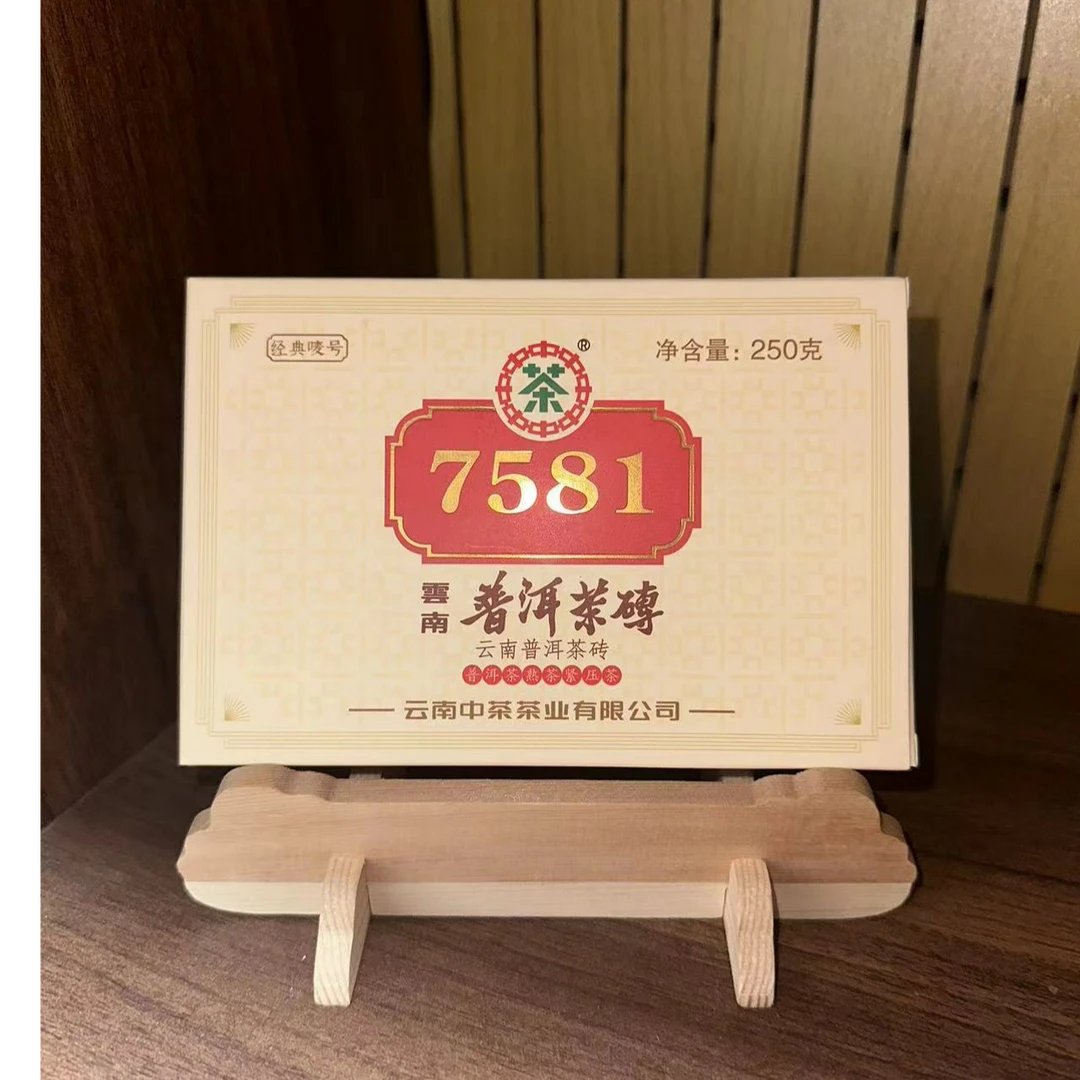 经典唛号
净含量：250克
茶
®
7581
雲南
普洱茶磚
云南普洱茶砖
普洱茶熟茶紧压茶
云南中茶茶业有限公司